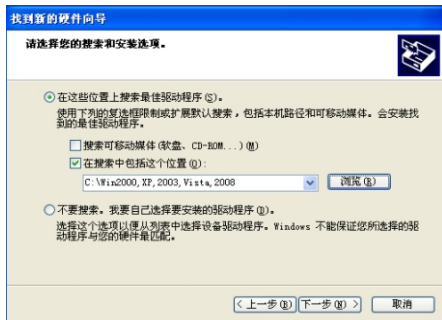 找到新的硬件向导
请选择您的搜索和安装选项。
在这些位置上搜索最佳驱动程序(S)。
使用下列的复选框限制或扩展默认搜索，包括本机路径和可移动媒体。会安装找
到的最佳驱动程序。
搜索可移动媒体(软盘、CD-ROM...)(M)
在搜索中包括这个位置(O):
C:\Win2000,XP,2003,Vista,2008
浏览(R)
不要搜索。我要自己选择要安装的驱动程序(D)。
选择这个选项以便从列表中选择设备驱动程序。Windows 不能保证您所选择的驱
动程序与您的硬件最匹配。
< 上一步(B)
下一步(N) >
取消